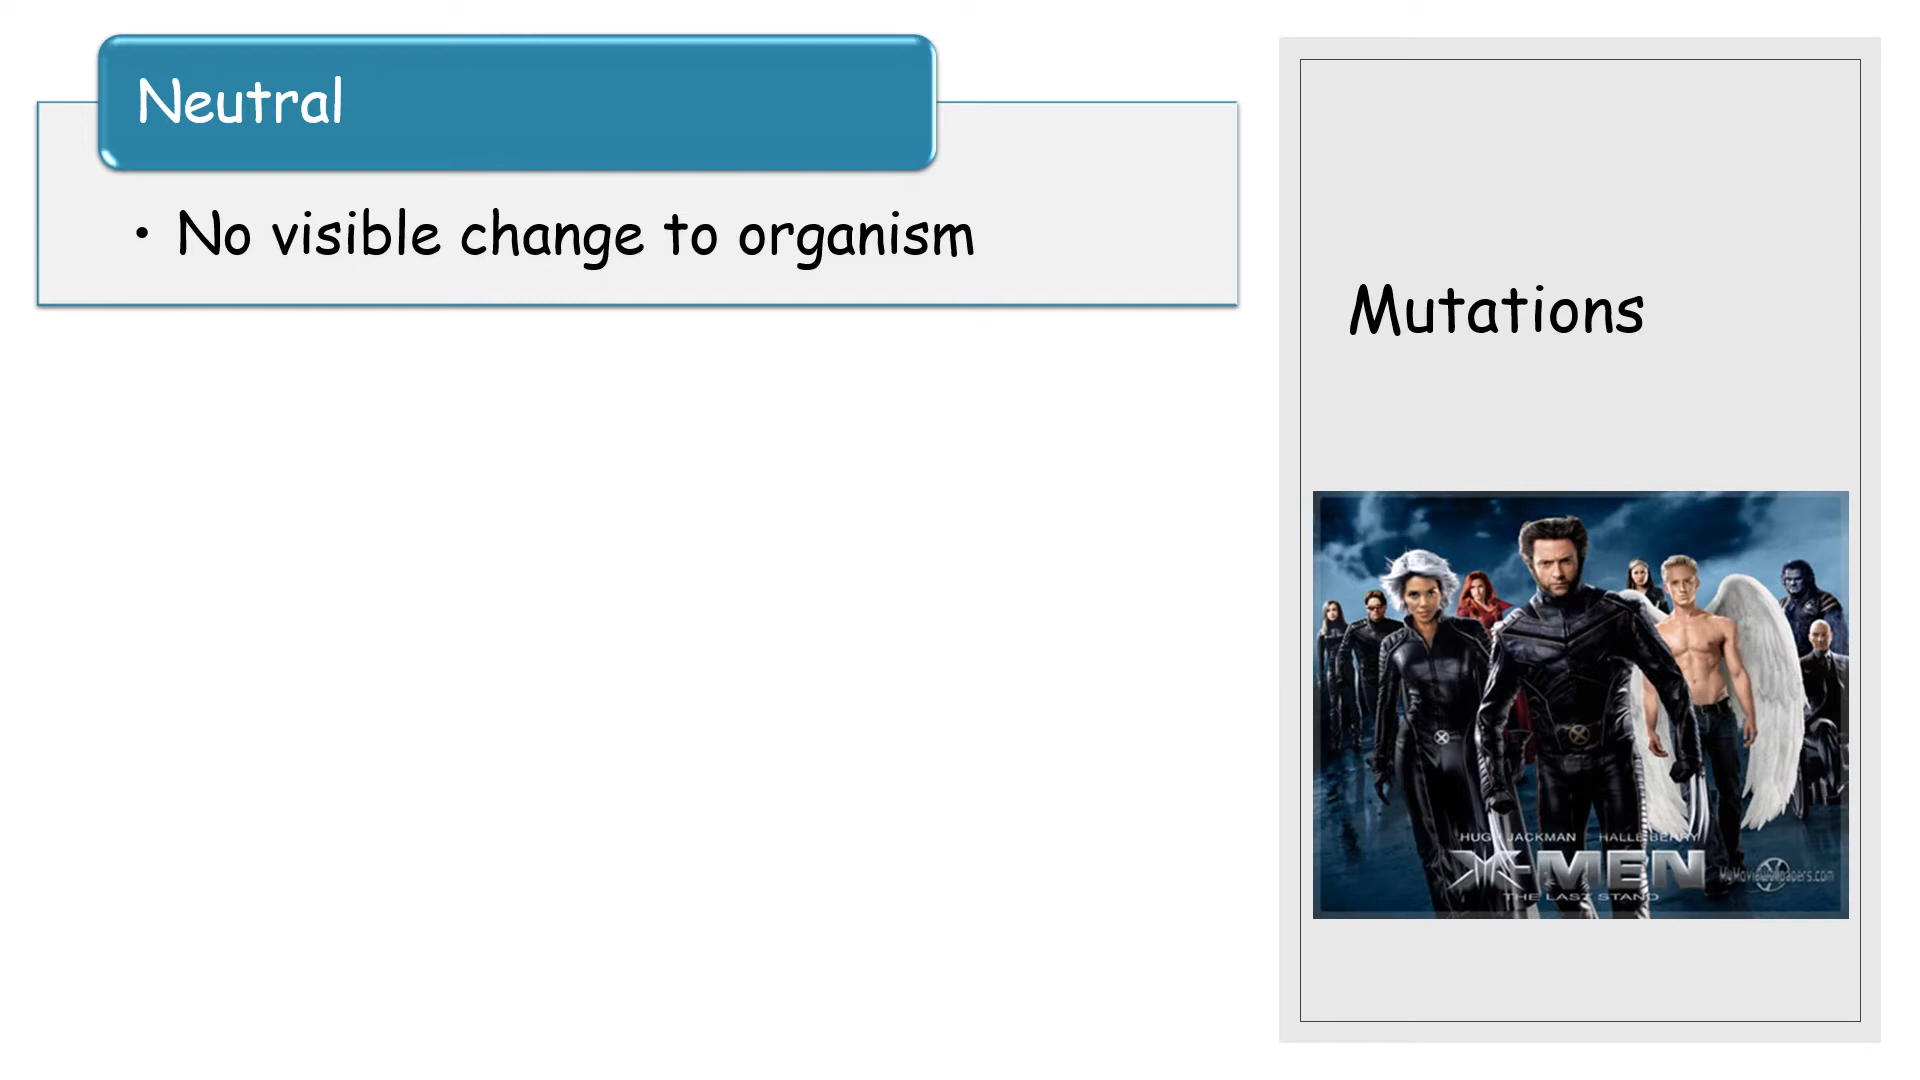 Neutral
• No visible change to organism
Mutations
HUGH JACKMAN HALLE BERRY
X-MEN
THE LAST STAND
MyMovieWallpapers.com